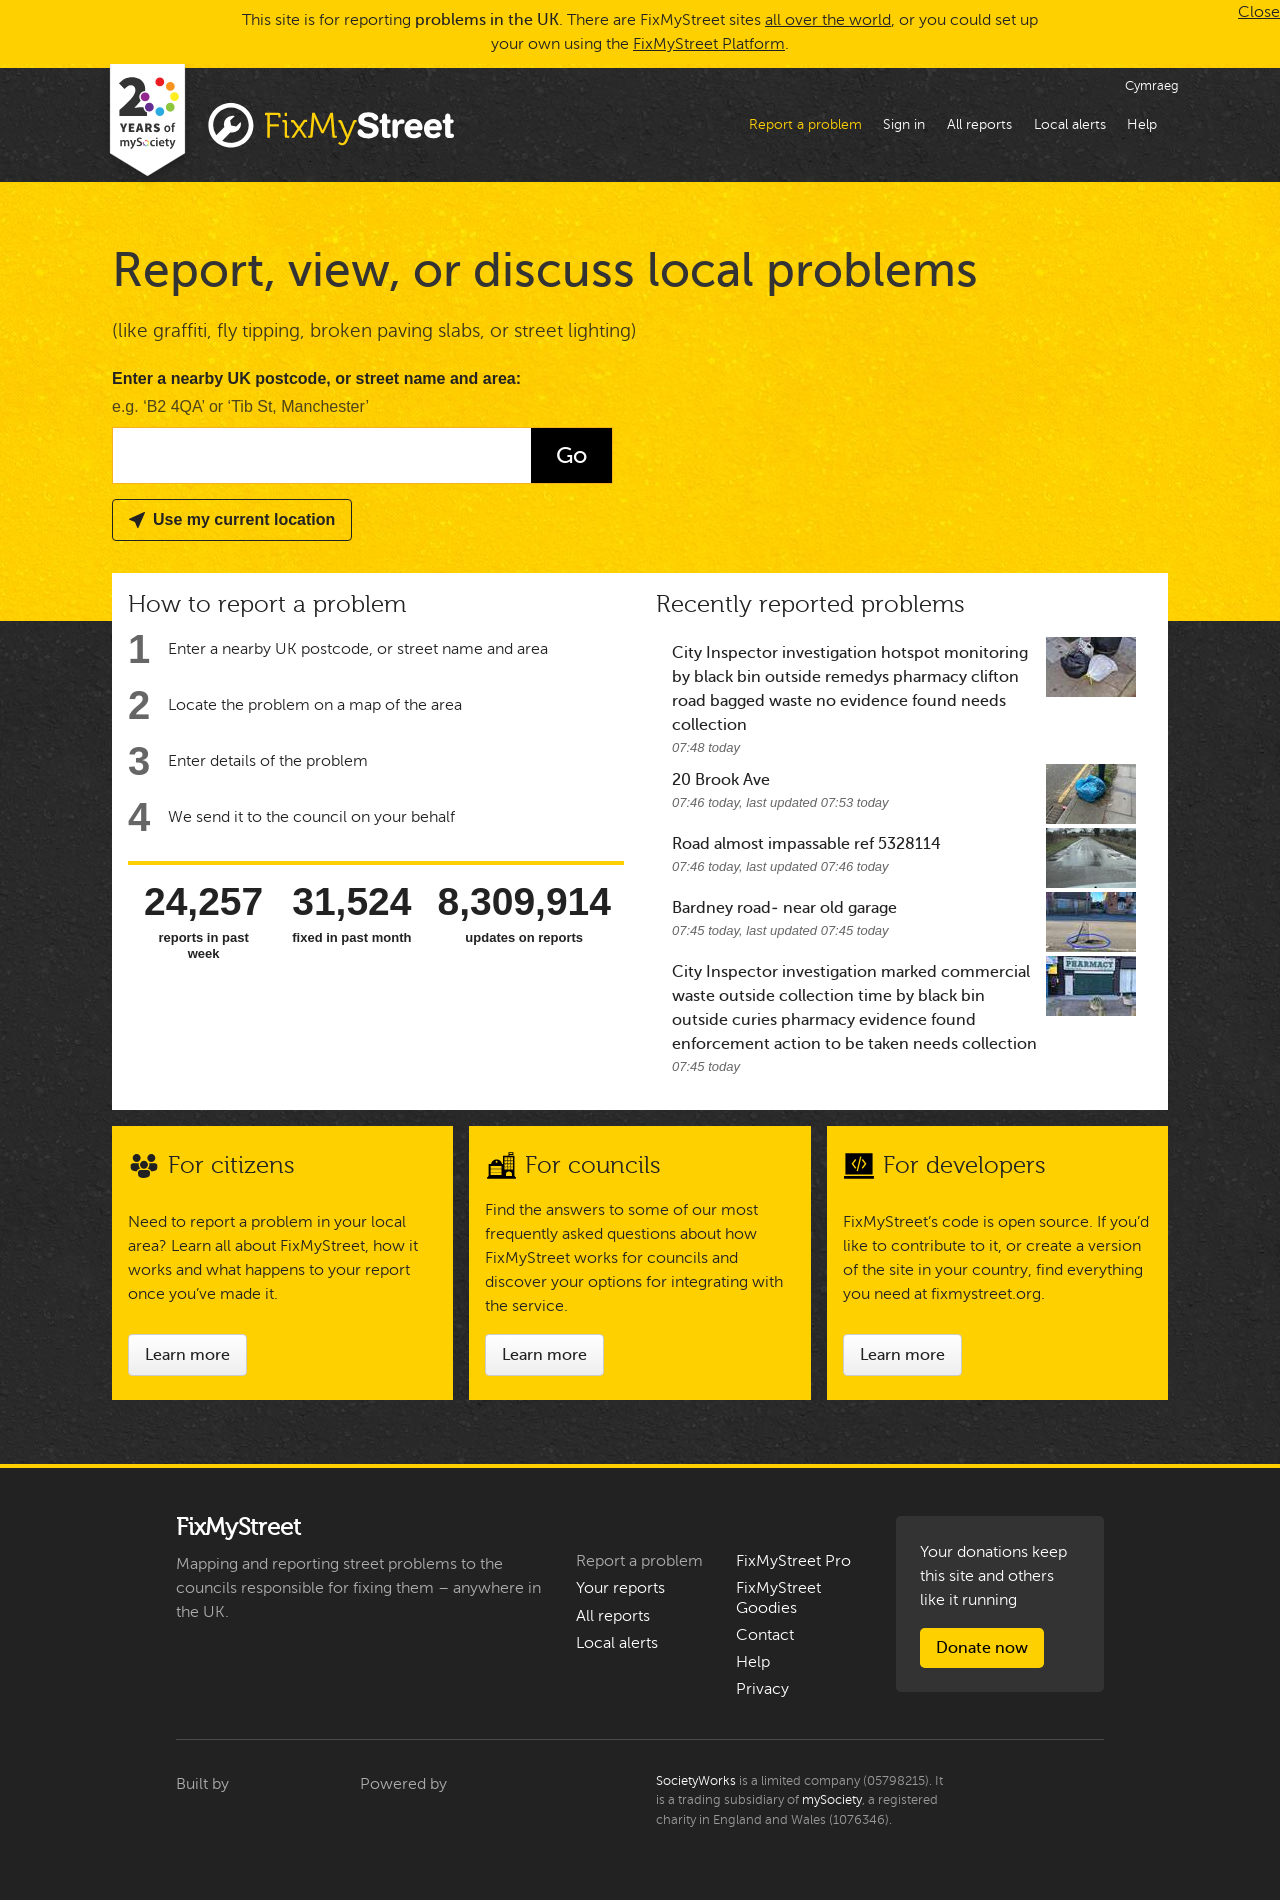 This site is for reporting problems in the UK. There are FixMyStreet sites all over the world, or you could set up
your own using the FixMyStreet Platform.
Close
20
YEARS of
mySociety
FixMyStreet
Cymraeg
Report a problem
Sign in
All reports
Local alerts
Help
Report, view, or discuss local problems
(like graffiti, fly tipping, broken paving slabs, or street lighting)
Enter a nearby UK postcode, or street name and area:
e.g. ‘B2 4QA’ or ‘Tib St, Manchester’
Go
Use my current location
How to report a problem
1 Enter a nearby UK postcode, or street name and area
2 Locate the problem on a map of the area
3 Enter details of the problem
4 We send it to the council on your behalf
24,257
reports in past
week
31,524
fixed in past month
8,309,914
updates on reports
Recently reported problems
City Inspector investigation hotspot monitoring
by black bin outside remedys pharmacy clifton
road bagged waste no evidence found needs
collection
07:48 today
20 Brook Ave
07:46 today, last updated 07:53 today
Road almost impassable ref 5328114
07:46 today, last updated 07:46 today
Bardney road- near old garage
07:45 today, last updated 07:45 today
City Inspector investigation marked commercial
waste outside collection time by black bin
outside curies pharmacy evidence found
enforcement action to be taken needs collection
07:45 today
PHARMACY
For citizens
Need to report a problem in your local
area? Learn all about FixMyStreet, how it
works and what happens to your report
once you’ve made it.
Learn more
For councils
Find the answers to some of our most
frequently asked questions about how
FixMyStreet works for councils and
discover your options for integrating with
the service.
Learn more
For developers
FixMyStreet’s code is open source. If you’d
like to contribute to it, or create a version
of the site in your country, find everything
you need at fixmystreet.org.
Learn more
FixMyStreet
Mapping and reporting street problems to the
councils responsible for fixing them – anywhere in
the UK.
Report a problem
Your reports
All reports
Local alerts
FixMyStreet Pro
FixMyStreet
Goodies
Contact
Help
Privacy
Your donations keep
this site and others
like it running
Donate now
Built by
Powered by
SocietyWorks is a limited company (05798215). It
is a trading subsidiary of mySociety, a registered
charity in England and Wales (1076346).